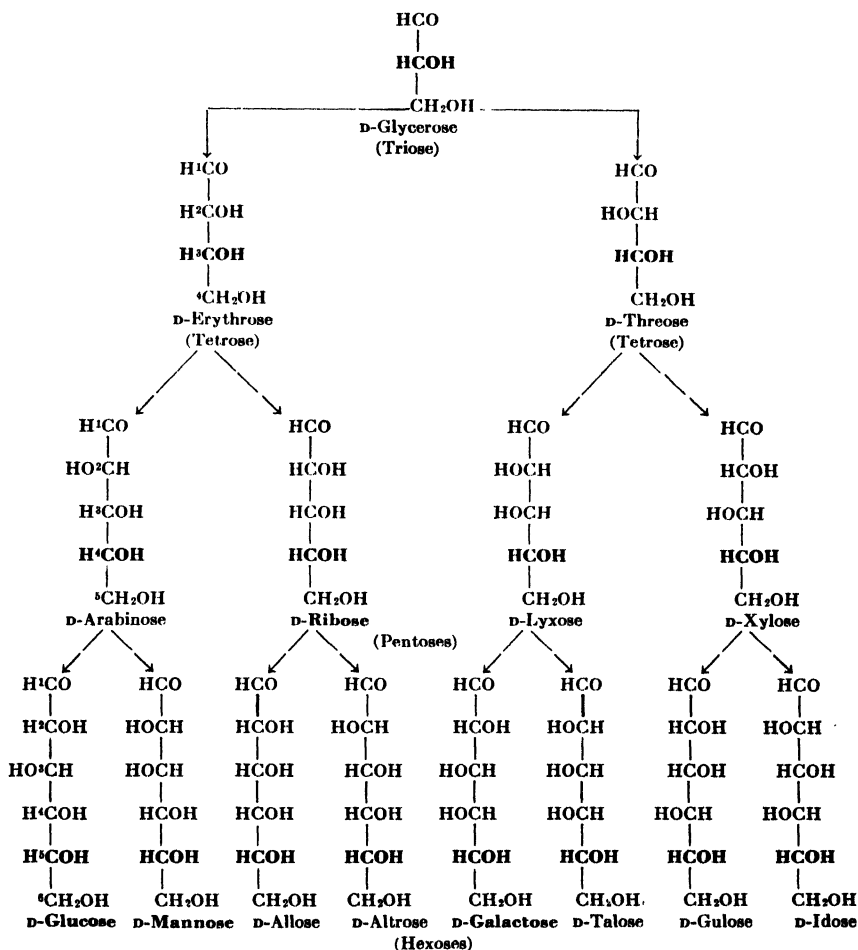 HCO
HCOH
CH₂OH
D-Glycerose
(Triose)
H¹CO HCO
H²COH HOCH
H³COH HCOH
⁴CH₂OH CH₂OH
D-Erythrose D-Threose
(Tetrose) (Tetrose)
H¹CO HCO HCO HCO
HO²CH HCOH HOCH HCOH
H³COH HCOH HOCH HOCH
H⁴COH HCOH HCOH HCOH
⁵CH₂OH CH₂OH CH₂OH CH₂OH
D-Arabinose D-Ribose D-Lyxose D-Xylose
(Pentoses)
H¹CO HCO HCO HCO HCO HCO HCO HCO
H²COH HOCH HCOH HOCH HCOH HOCH HCOH HOCH
HO³CH HOCH HCOH HCOH HOCH HOCH HCOH HCOH
H⁴COH HCOH HCOH HCOH HOCH HOCH HOCH HOCH
H⁵COH HCOH HCOH HCOH HCOH HCOH HCOH HCOH
⁶CH₂OH CH₂OH CH₂OH CH₂OH CH₂OH CH₂OH CH₂OH CH₂OH
D-Glucose D-Mannose D-Allose D-Altrose D-Galactose D-Talose D-Gulose D-Idose
(Hexoses)